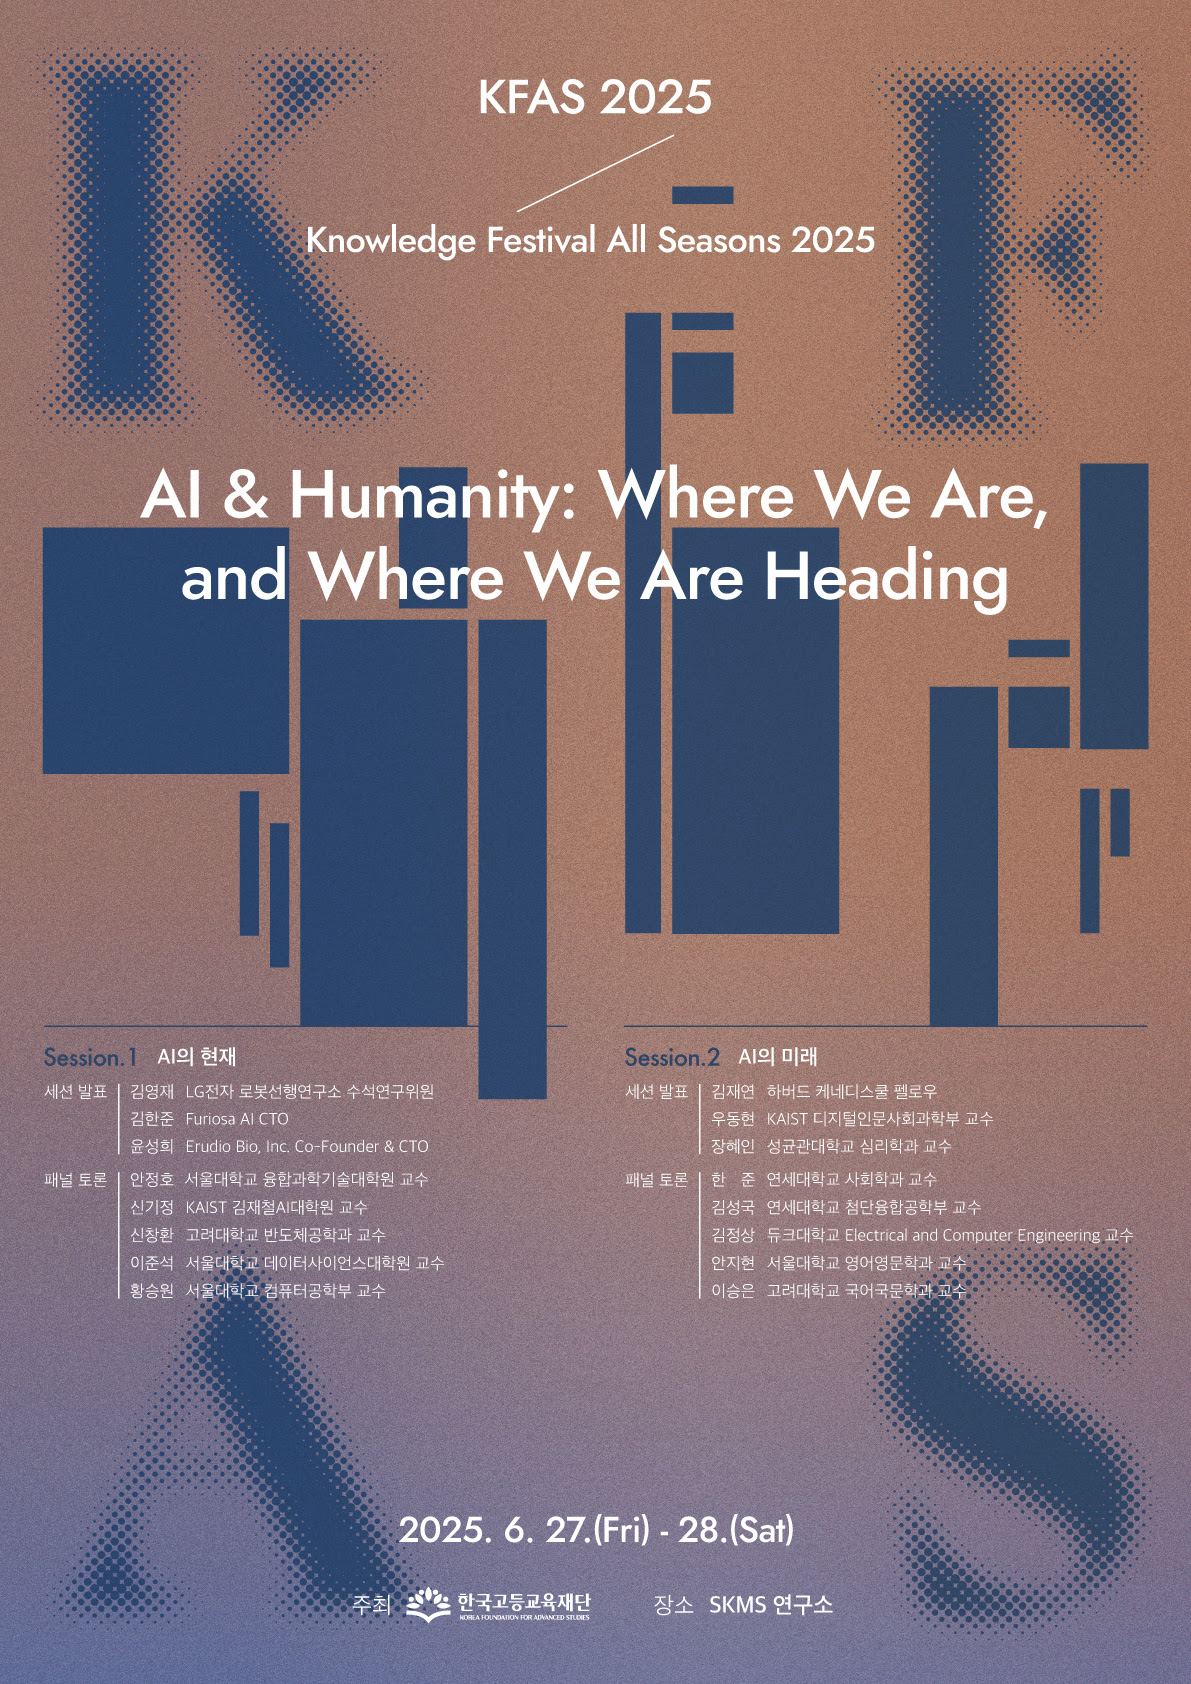 KFAS 2025
Knowledge Festival All Seasons 2025
AI & Humanity: Where We Are,
and Where We Are Heading
Session.1 AI의 현재
세션 발표 김영재 LG전자 로봇선행연구소 수석연구위원
김한준 Furiosa AI CTO
윤성희 Erudio Bio, Inc. Co-Founder & CTO
패널 토론 안정호 서울대학교 융합과학기술대학원 교수
신기정 KAIST 김재철AI대학원 교수
신창환 고려대학교 반도체공학과 교수
이준석 서울대학교 데이터사이언스대학원 교수
황승원 서울대학교 컴퓨터공학부 교수
Session.2 AI의 미래
세션 발표 김재연 하버드 케네디스쿨 펠로우
우동현 KAIST 디지털인문사회과학부 교수
장혜인 성균관대학교 심리학과 교수
패널 토론 한 준 연세대학교 사회학과 교수
김성국 연세대학교 첨단융합공학부 교수
김정상 듀크대학교 Electrical and Computer Engineering 교수
안지현 서울대학교 영어영문학과 교수
이승은 고려대학교 국어국문학과 교수
K F
A S
2025. 6. 27.(Fri) - 28.(Sat)
주최 한국고등교육재단
KOREA FOUNDATION FOR ADVANCED STUDIES
장소 SKMS 연구소